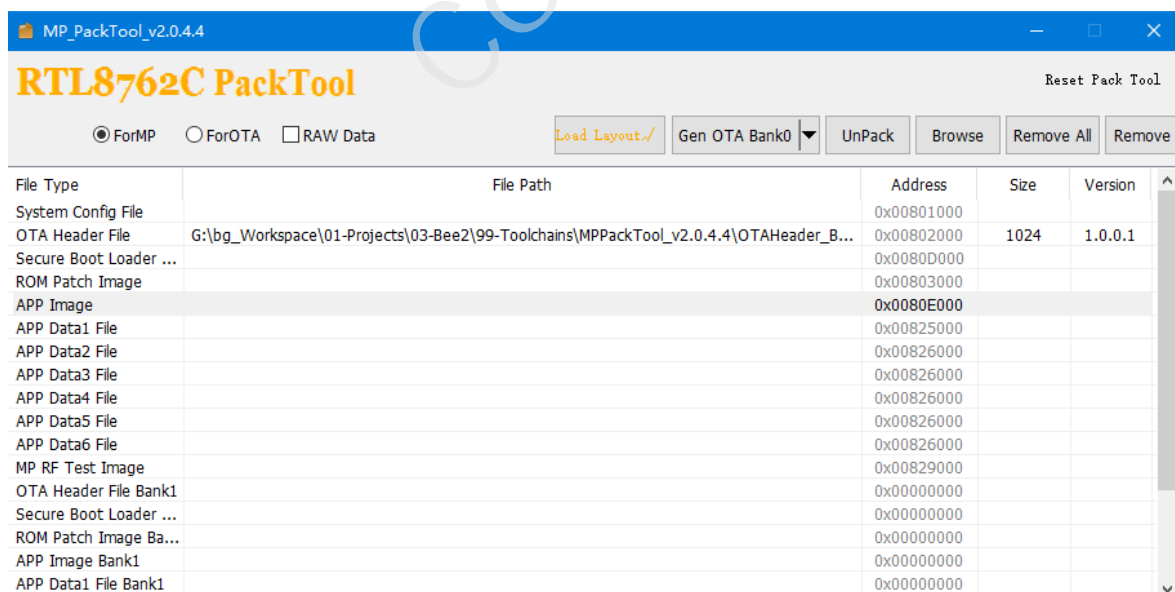 MP_PackTool_v2.0.4.4
RTL8762C PackTool
Reset Pack Tool
ForMP ForOTA RAW Data Load Layout√ Gen OTA Bank0 UnPack Browse Remove All Remove
File Type File Path Address Size Version
System Config File 0x00801000
OTA Header File G:\bg_Workspace\01-Projects\03-Bee2\99-Toolchains\MPPackTool_v2.0.4.4\OTAHeader_B... 0x00802000 1024 1.0.0.1
Secure Boot Loader ... 0x0080D000
ROM Patch Image 0x00803000
APP Image 0x0080E000
APP Data1 File 0x00825000
APP Data2 File 0x00826000
APP Data3 File 0x00826000
APP Data4 File 0x00826000
APP Data5 File 0x00826000
APP Data6 File 0x00826000
MP RF Test Image 0x00829000
OTA Header File Bank1 0x00000000
Secure Boot Loader ... 0x00000000
ROM Patch Image Ba... 0x00000000
APP Image Bank1 0x00000000
APP Data1 File Bank1 0x00000000